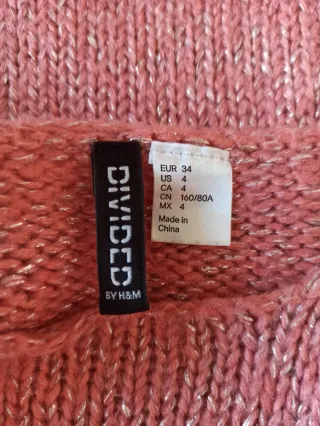 DIVIDED
BY H&M
EUR 34
US 4
CA 4
CN 160/80A
MX 4
Made in
China